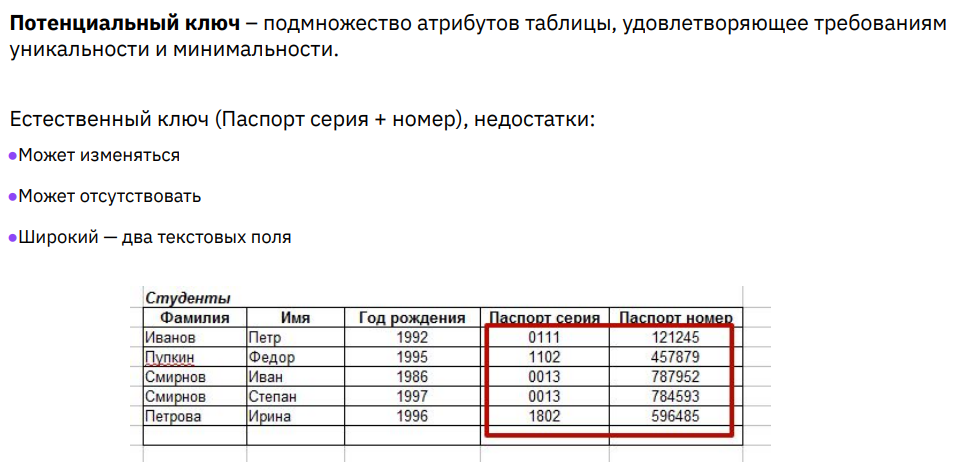 Потенциальный ключ – подмножество атрибутов таблицы, удовлетворяющее требованиям
уникальности и минимальности.
Естественный ключ (Паспорт серия + номер), недостатки:
•Может изменяться
•Может отсутствовать
•Широкий — два текстовых поля
Студенты
Фамилия Имя Год рождения Паспорт серия Паспорт номер
Иванов Петр 1992 0111 121245
Пупкин Федор 1995 1102 457879
Смирнов Иван 1986 0013 787952
Смирнов Степан 1997 0013 784593
Петрова Ирина 1996 1802 596485